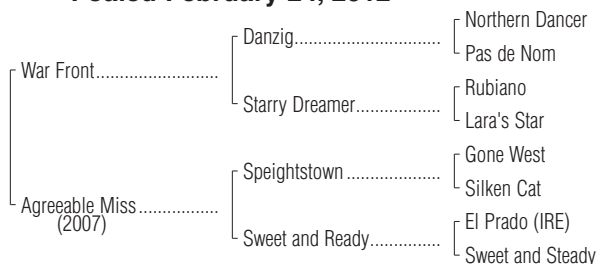 Foaled February 24, 2012
Northern Dancer
Danzig................................
Pas de Nom
War Front...........................
Rubiano
Starry Dreamer...................
Lara's Star
Gone West
Speightstown .....................
Silken Cat
Agreeable Miss.................
(2007)
El Prado (IRE)
Sweet and Ready................
Sweet and Steady